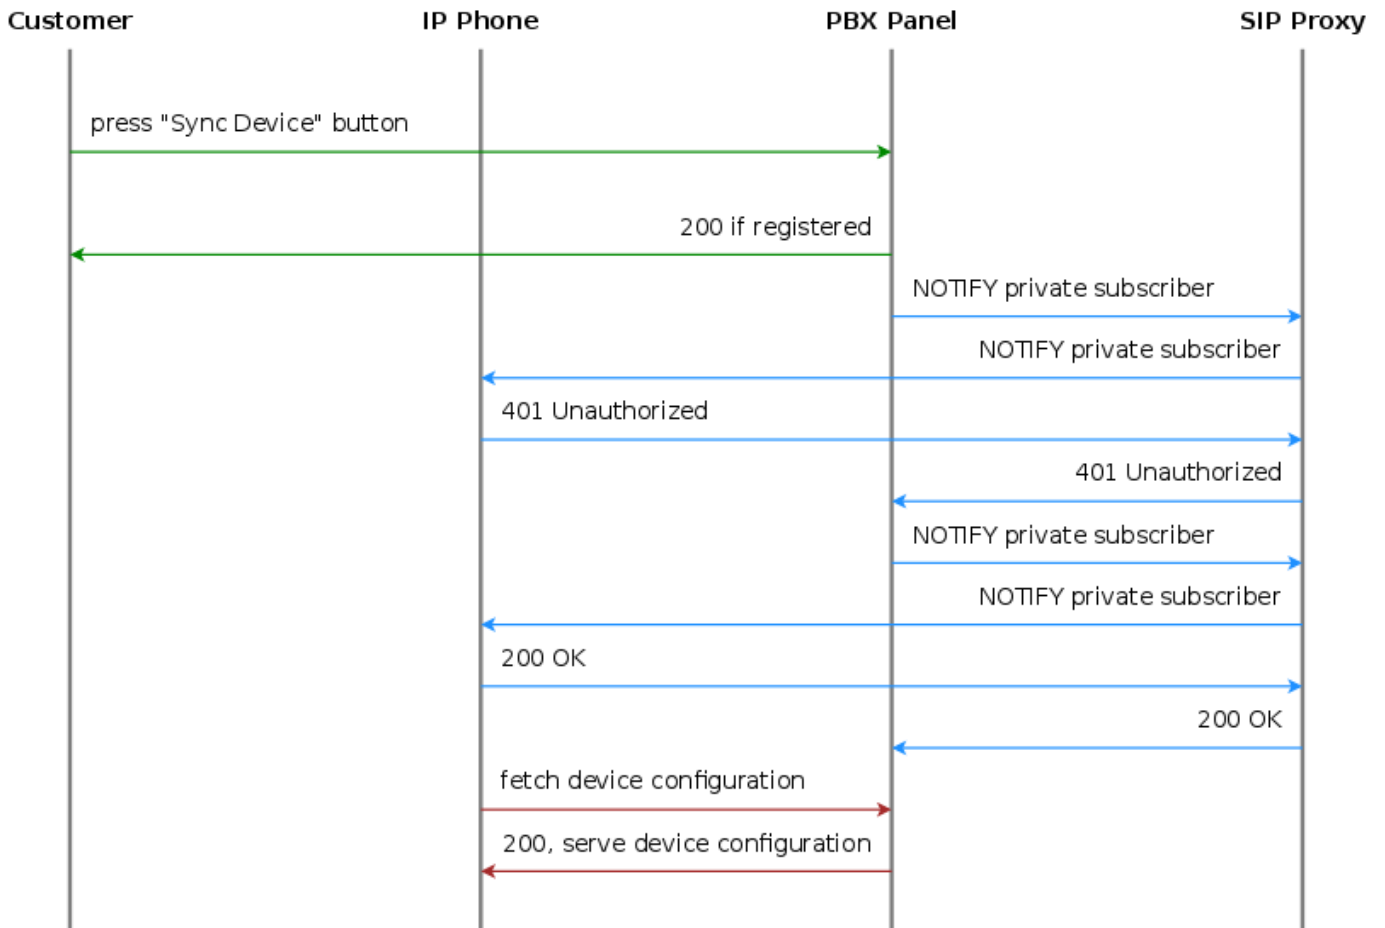 Customer IP Phone PBX Panel SIP Proxy
press "Sync Device" button
200 if registered
NOTIFY private subscriber
NOTIFY private subscriber
401 Unauthorized
401 Unauthorized
NOTIFY private subscriber
NOTIFY private subscriber
200 OK
200 OK
fetch device configuration
200, serve device configuration